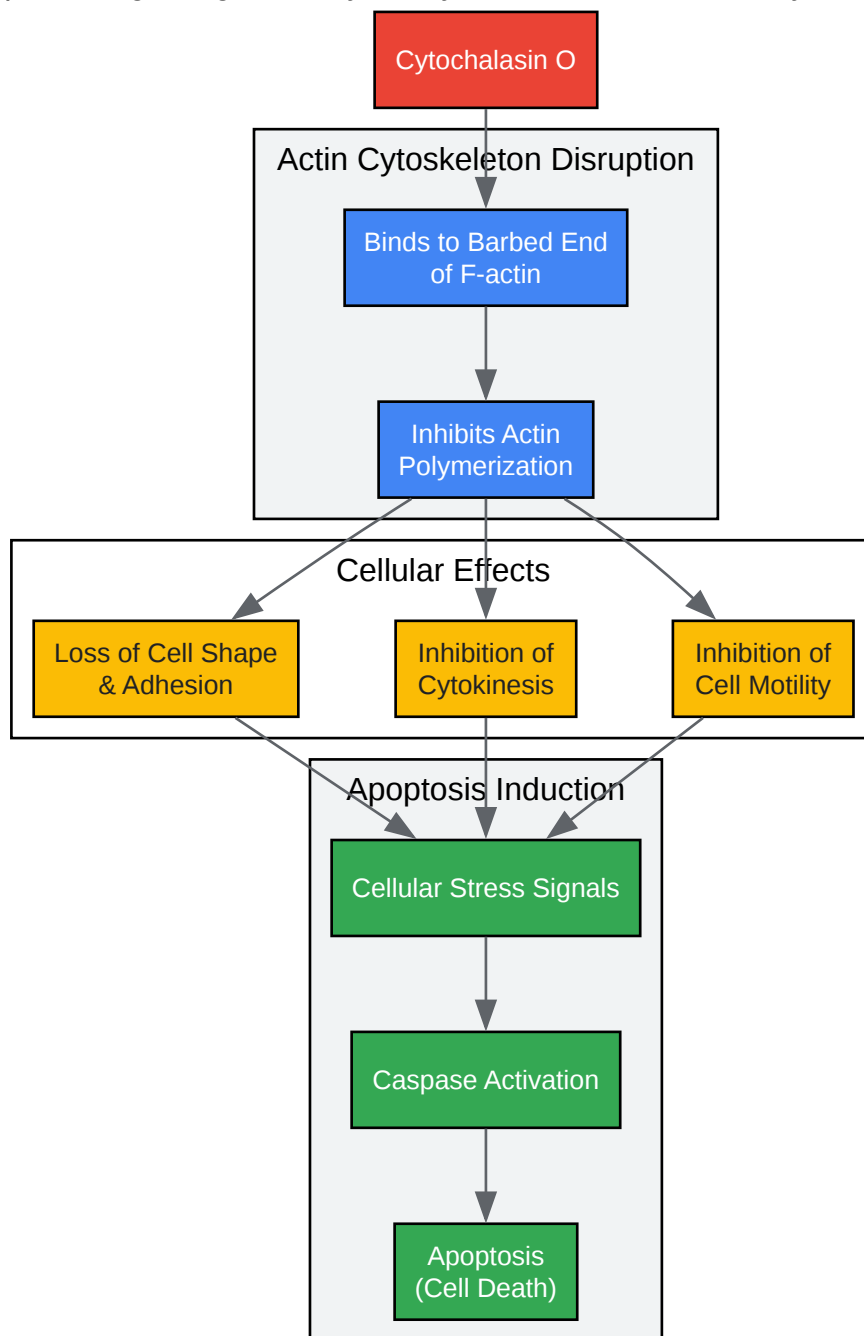 Cytochalasin O
Actin Cytoskeleton Disruption
Binds to Barbed End
of F-actin
Inhibits Actin
Polymerization
Cellular Effects
Loss of Cell Shape
& Adhesion
Inhibition of
Cytokinesis
Inhibition of
Cell Motility
Apoptosis Induction
Cellular Stress Signals
Caspase Activation
Apoptosis
(Cell Death)